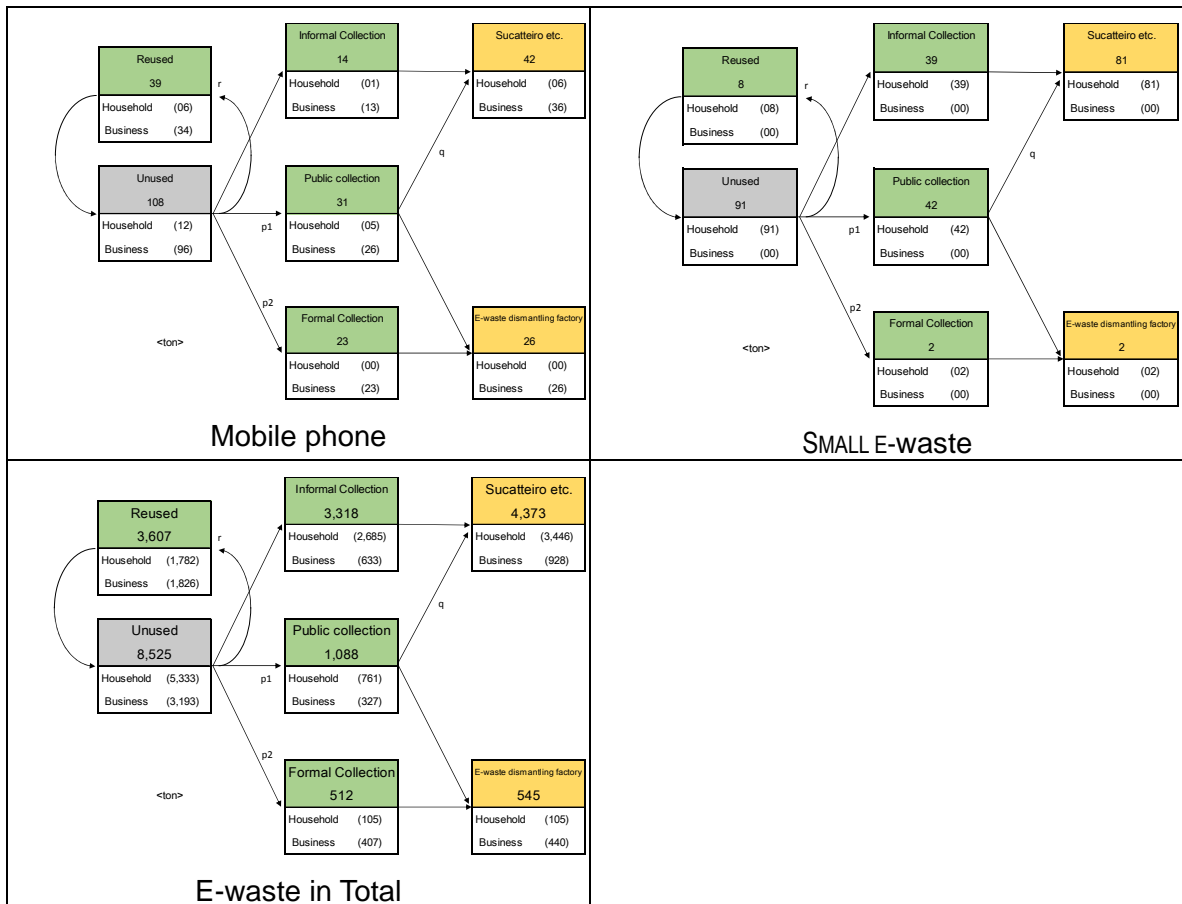 Informal Collection
14
Household (01)
Business (13)
Sucatteiro etc.
42
Household (06)
Business (36)
Reused
39
Household (06)
Business (34)
r
q
Unused
108
Household (12)
Business (96)
p1
Public collection
31
Household (05)
Business (26)
p2
<ton>
Formal Collection
23
Household (00)
Business (23)
E-waste dismantling factory
26
Household (00)
Business (26)
Mobile phone
Informal Collection
39
Household (39)
Business (00)
Sucatteiro etc.
81
Household (81)
Business (00)
Reused
8
Household (08)
Business (00)
r
q
Unused
91
Household (91)
Business (00)
p1
Public collection
42
Household (42)
Business (00)
p2
<ton>
Formal Collection
2
Household (02)
Business (00)
E-waste dismantling factory
2
Household (02)
Business (00)
SMALL E-waste
Informal Collection
3,318
Household (2,685)
Business (633)
Sucatteiro etc.
4,373
Household (3,446)
Business (928)
Reused
3,607
Household (1,782)
Business (1,826)
r
q
Unused
8,525
Household (5,333)
Business (3,193)
p1
Public collection
1,088
Household (761)
Business (327)
p2
<ton>
Formal Collection
512
Household (105)
Business (407)
E-waste dismantling factory
545
Household (105)
Business (440)
E-waste in Total